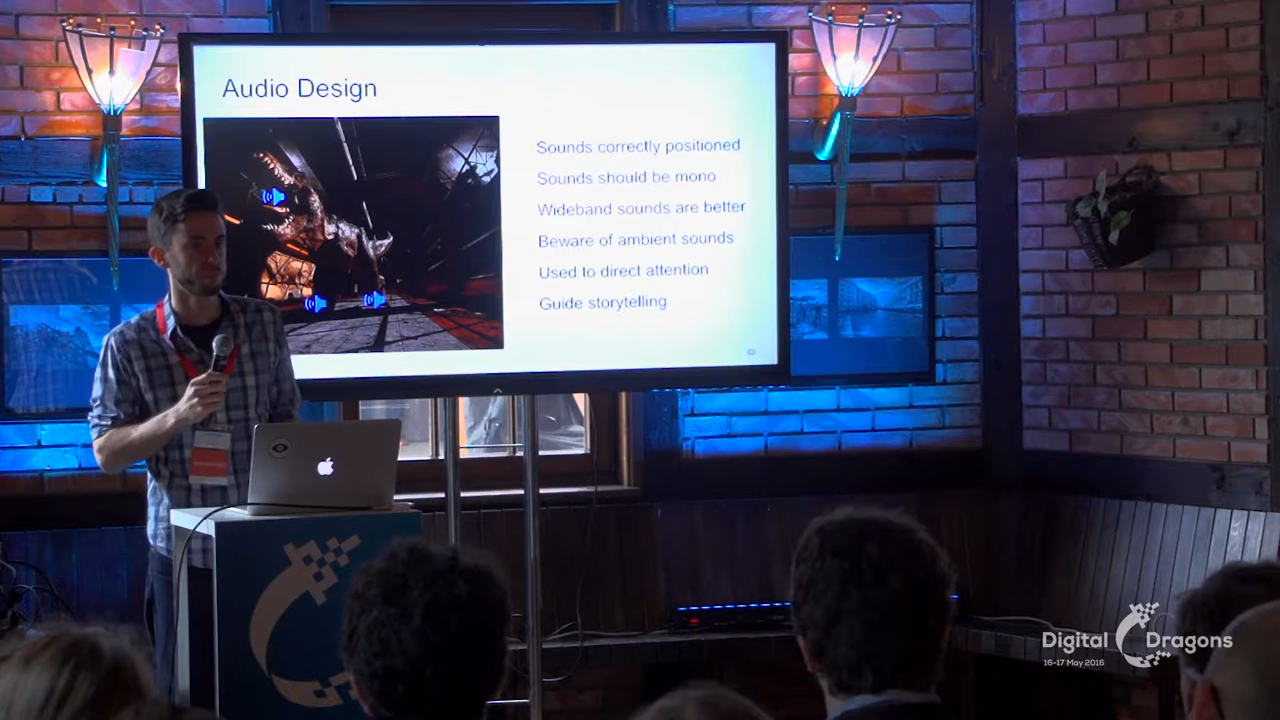 Audio Design
Sounds correctly positioned
Sounds should be mono
Wideband sounds are better
Beware of ambient sounds
Used to direct attention
Guide storytelling
Digital Dragons
16-17 May 2016